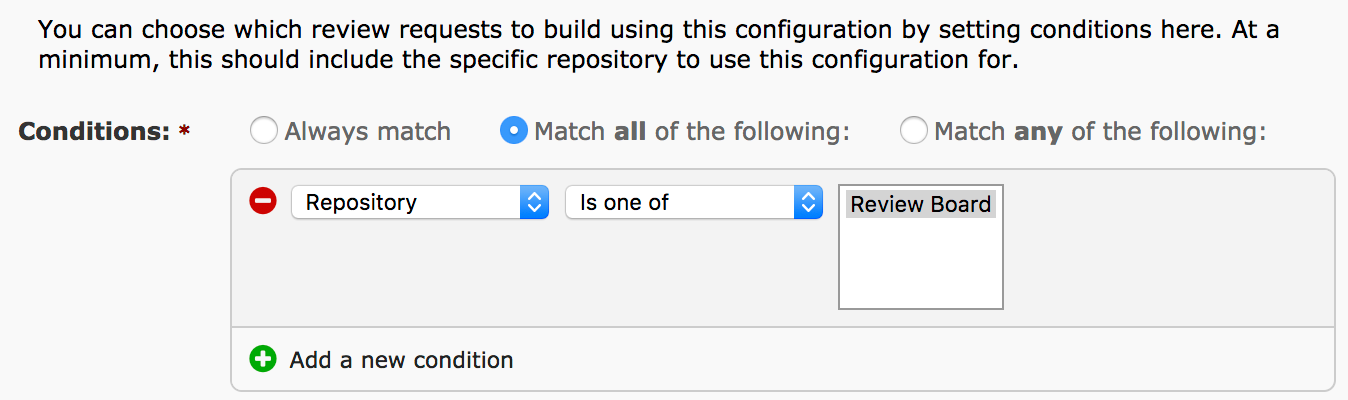 You can choose which review requests to build using this configuration by setting conditions here. At a
minimum, this should include the specific repository to use this configuration for.
Conditions: * Always match Match all of the following: Match any of the following:
Repository Is one of Review Board
Add a new condition